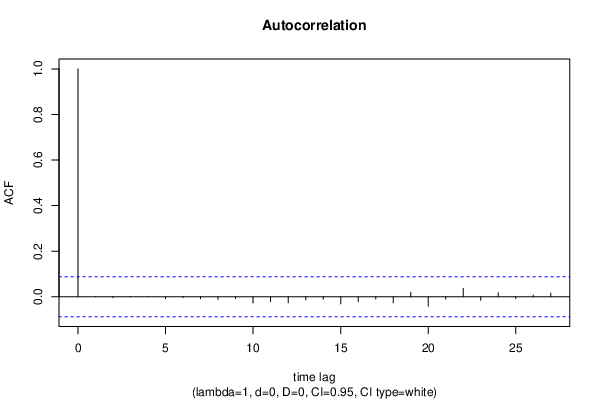 Autocorrelation
ACF
1.0
0.8
0.6
0.4
0.2
0.0
0 5 10 15 20 25
time lag
(lambda=1, d=0, D=0, CI=0.95, CI type=white)